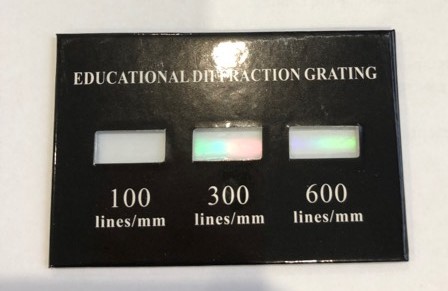 EDUCATIONAL DIFFRACTION GRATING
100 300 600
lines/mm lines/mm lines/mm